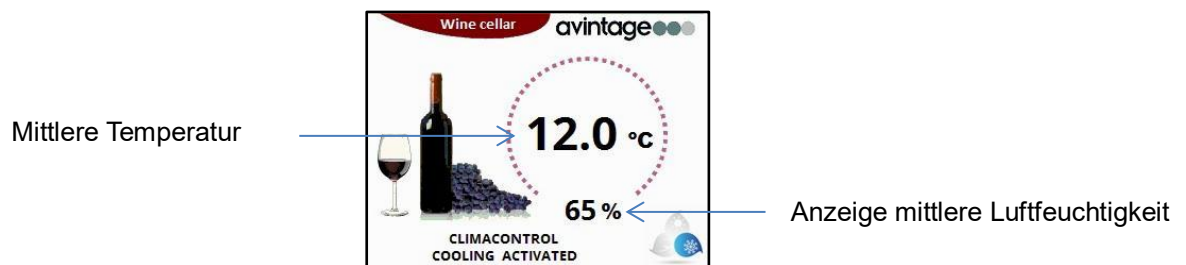 Wine cellar
avintage
Mittlere Temperatur
12.0 °C
65 %
Anzeige mittlere Luftfeuchtigkeit
CLIMACONTROL
COOLING ACTIVATED